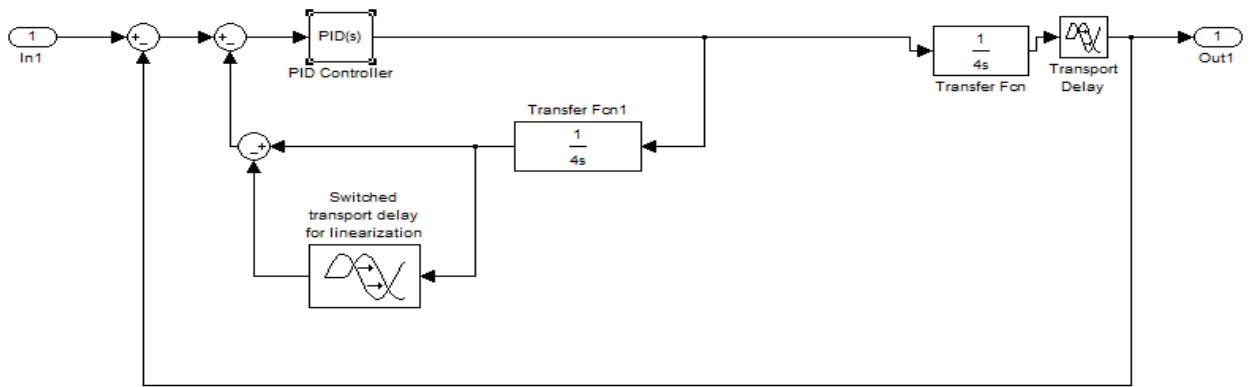 1
In1
+
−
+
−
PID(s)
PID Controller
1
4s
Transfer Fcn
Transport
Delay
1
Out1
Transfer Fcn1
1
4s
+
−
Switched
transport delay
for linearization